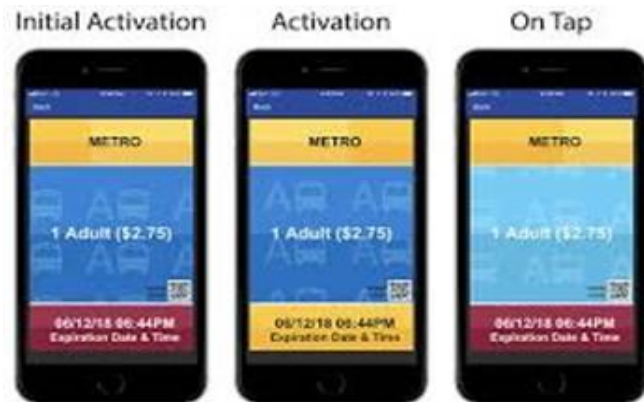 Initial Activation
Activation
On Tap
Back
METRO
1 Adult ($2.75)
06/12/18 06:44PM
Expiration Date & Time
Back
METRO
1 Adult ($2.75)
06/12/18 06:44PM
Expiration Date & Time
METRO
1 Adult ($2.75)
06/12/18 06:44PM
Expiration Date & Time